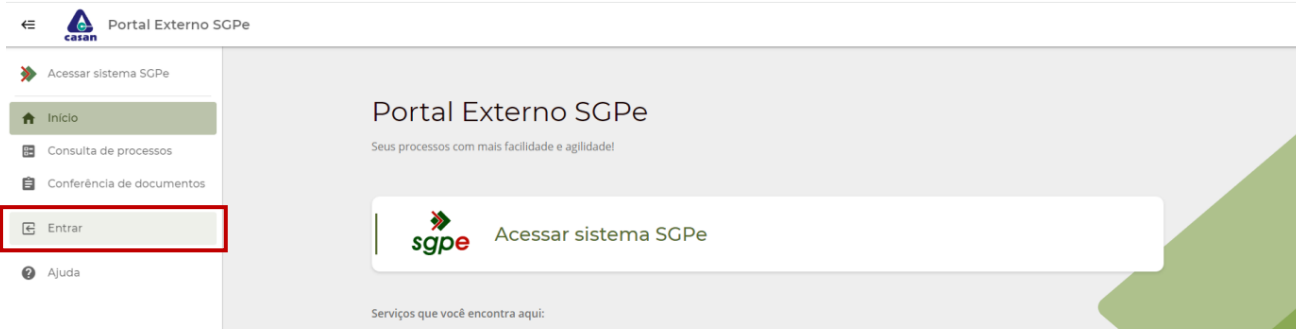 casan
Portal Externo SGPe
Acessar sistema SGPe
Início
Consulta de processos
Conferência de documentos
Entrar
Ajuda
Portal Externo SGPe
Seus processos com mais facilidade e agilidade!
sgpe
Acessar sistema SGPe
Serviços que você encontra aqui: